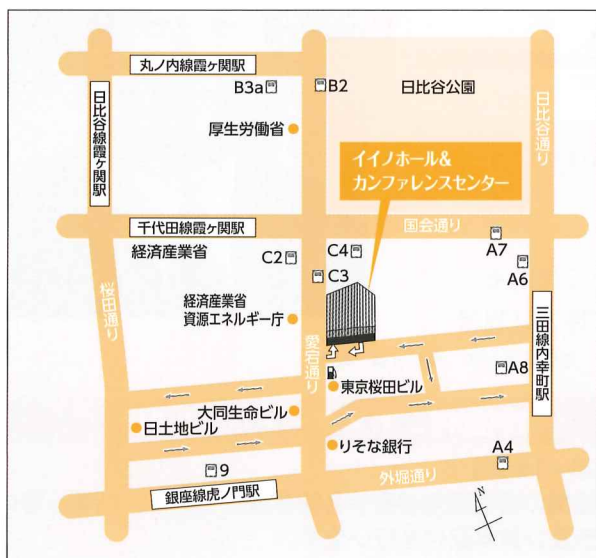 丸ノ内線霞ヶ関駅
B3a
B2
日比谷公園
日比谷線霞ヶ関駅
厚生労働省
日比谷通り
イイノホール&
カンファレンスセンター
千代田線霞ヶ関駅
国会通り
経済産業省
C2
C4
C3
A7
A6
桜田通り
経済産業省
資源エネルギー庁
愛宕通り
三田線内幸町駅
東京桜田ビル
A8
大同生命ビル
日土地ビル
りそな銀行
A4
9
外堀通り
銀座線虎ノ門駅
N